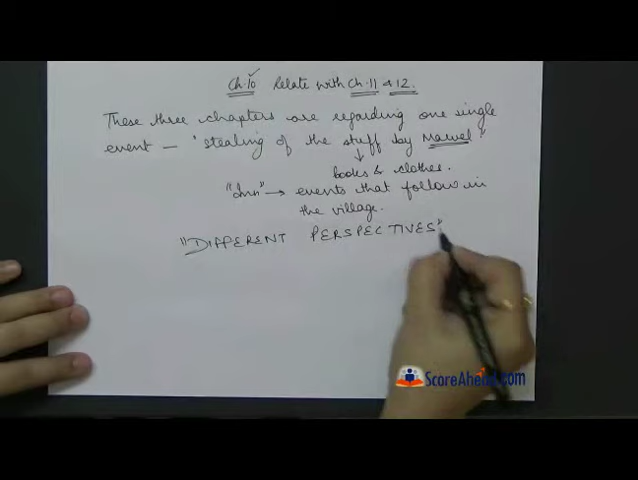 Ch.10 Relate with Ch.11 & 12.
These three chapters are regarding one single
event — "stealing of the stuff by Marvel"
books & clothes.
"Inn" → events that follow in
the village.
"DIFFERENT PERSPECTIVES"
ScoreAhead.com